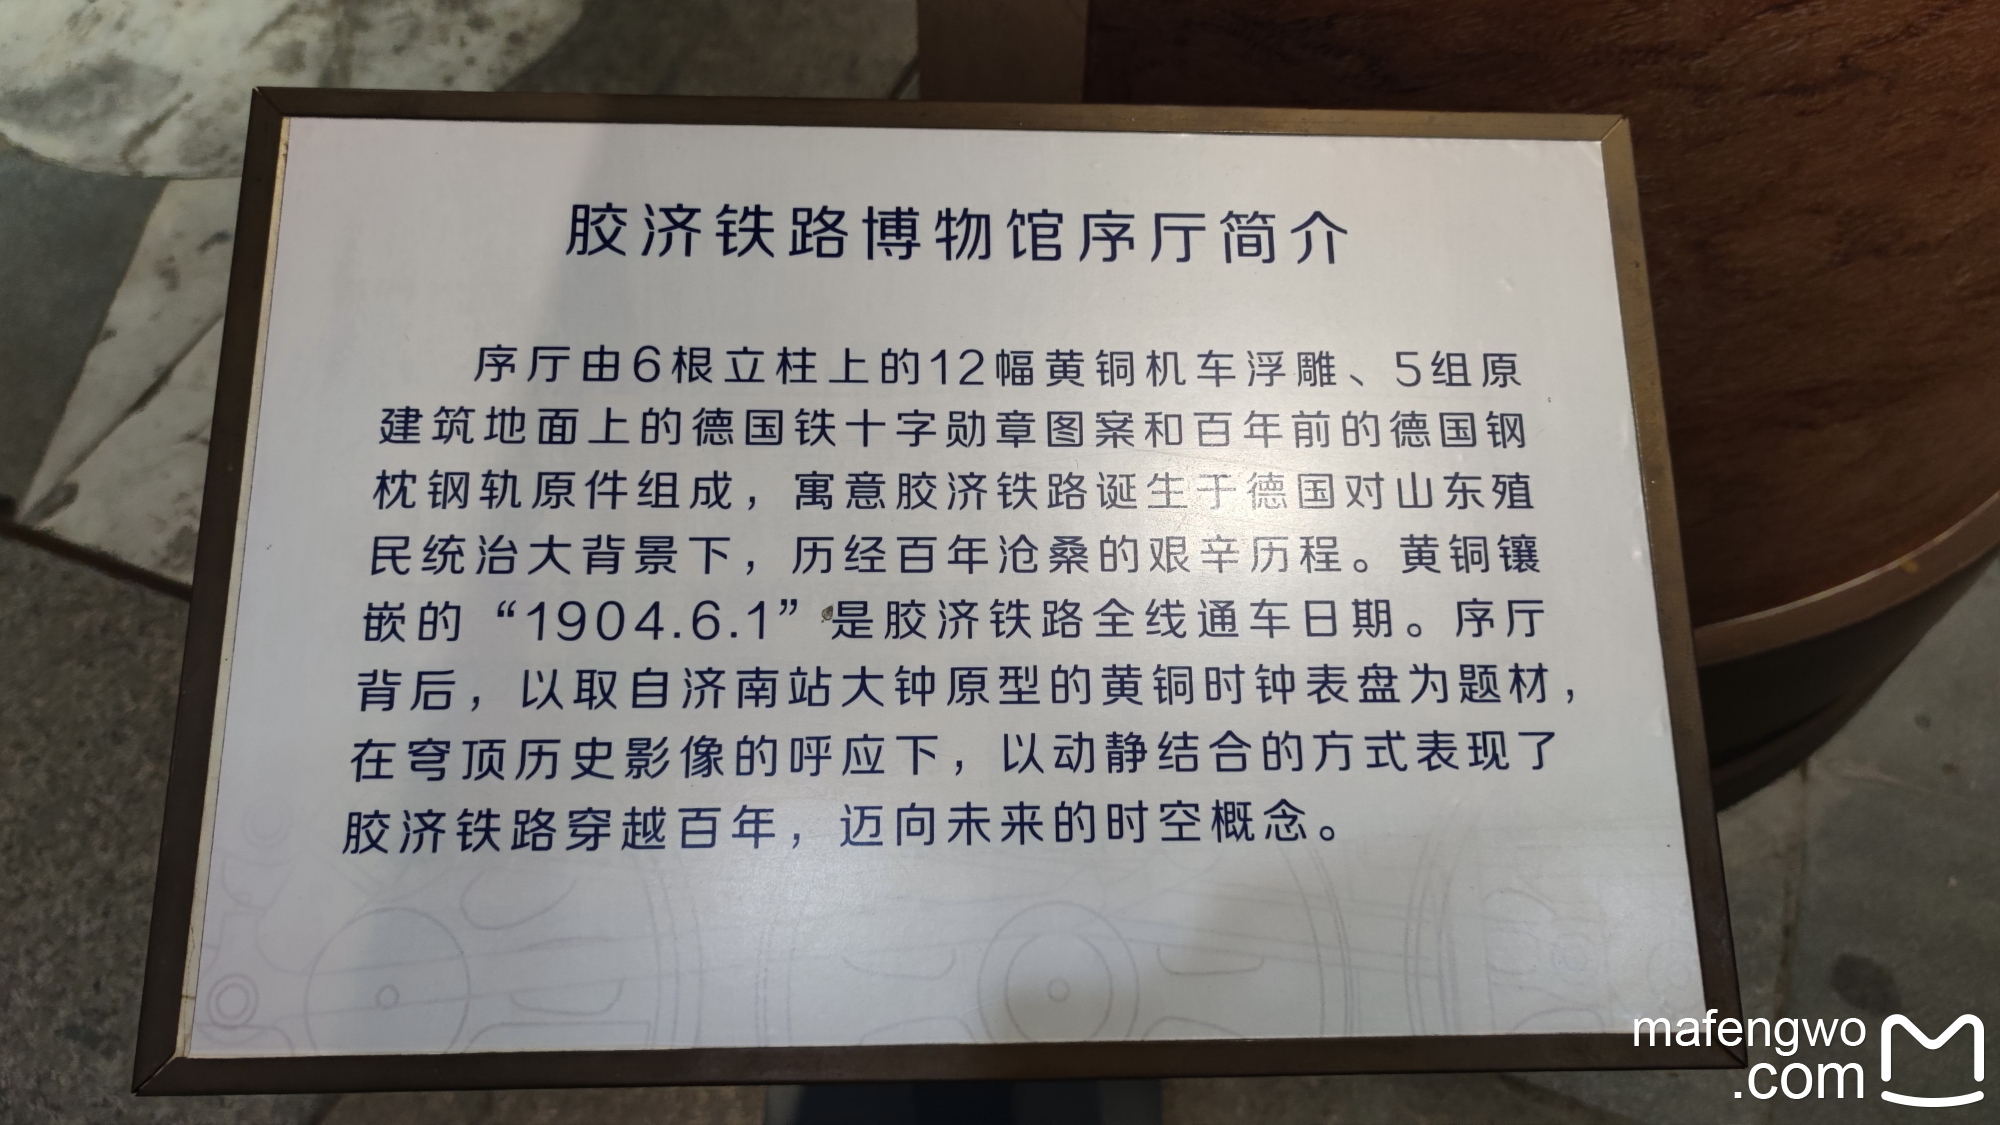 胶济铁路博物馆序厅简介
序厅由6根立柱上的12幅黄铜机车浮雕、5组原
建筑地面上的德国铁十字勋章图案和百年前的德国钢
枕钢轨原件组成，寓意胶济铁路诞生于德国对山东殖
民统治大背景下，历经百年沧桑的艰辛历程。黄铜镶
嵌的“1904.6.1”是胶济铁路全线通车日期。序厅
背后，以取自济南站大钟原型的黄铜时钟表盘为题材，
在穹顶历史影像的呼应下，以动静结合的方式表现了
胶济铁路穿越百年，迈向未来的时空概念。
mafengwo
.com